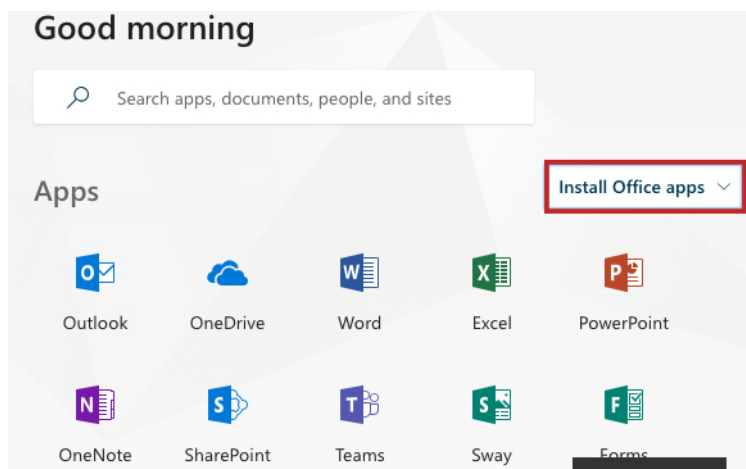 Good morning
Search apps, documents, people, and sites
Apps
Install Office apps
Outlook OneDrive Word Excel PowerPoint
OneNote SharePoint Teams Sway Forms